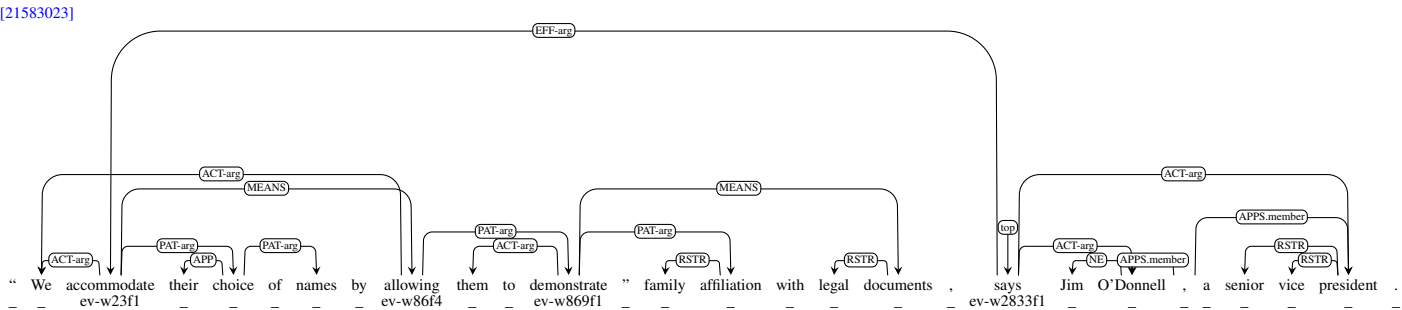 [21583023]
EFF-arg
ACT-arg ACT-arg
MEANS MEANS
APPS.member
top
PAT-arg PAT-arg
PAT-arg PAT-arg ACT-arg ACT-arg RSTR
ACT-arg APP RSTR RSTR NE APPS.member RSTR
“ We accommodate their choice of names by allowing them to demonstrate ” family affiliation with legal documents , says Jim O'Donnell , a senior vice president .
_ _ ev-w23f1 _ _ _ _ _ ev-w86f4 _ _ ev-w869f1 _ _ _ _ _ _ _ ev-w2833f1 _ _ _ _ _ _ _ _